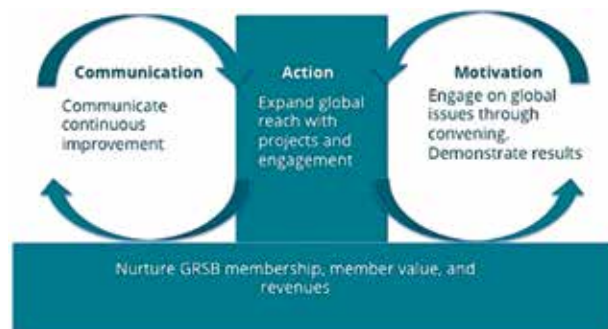 Communication
Communicate
continuous
improvement
Action
Expand global
reach with
projects and
engagement
Motivation
Engage on global
issues through
convening.
Demonstrate results
Nurture GRSB membership, member value, and
revenues